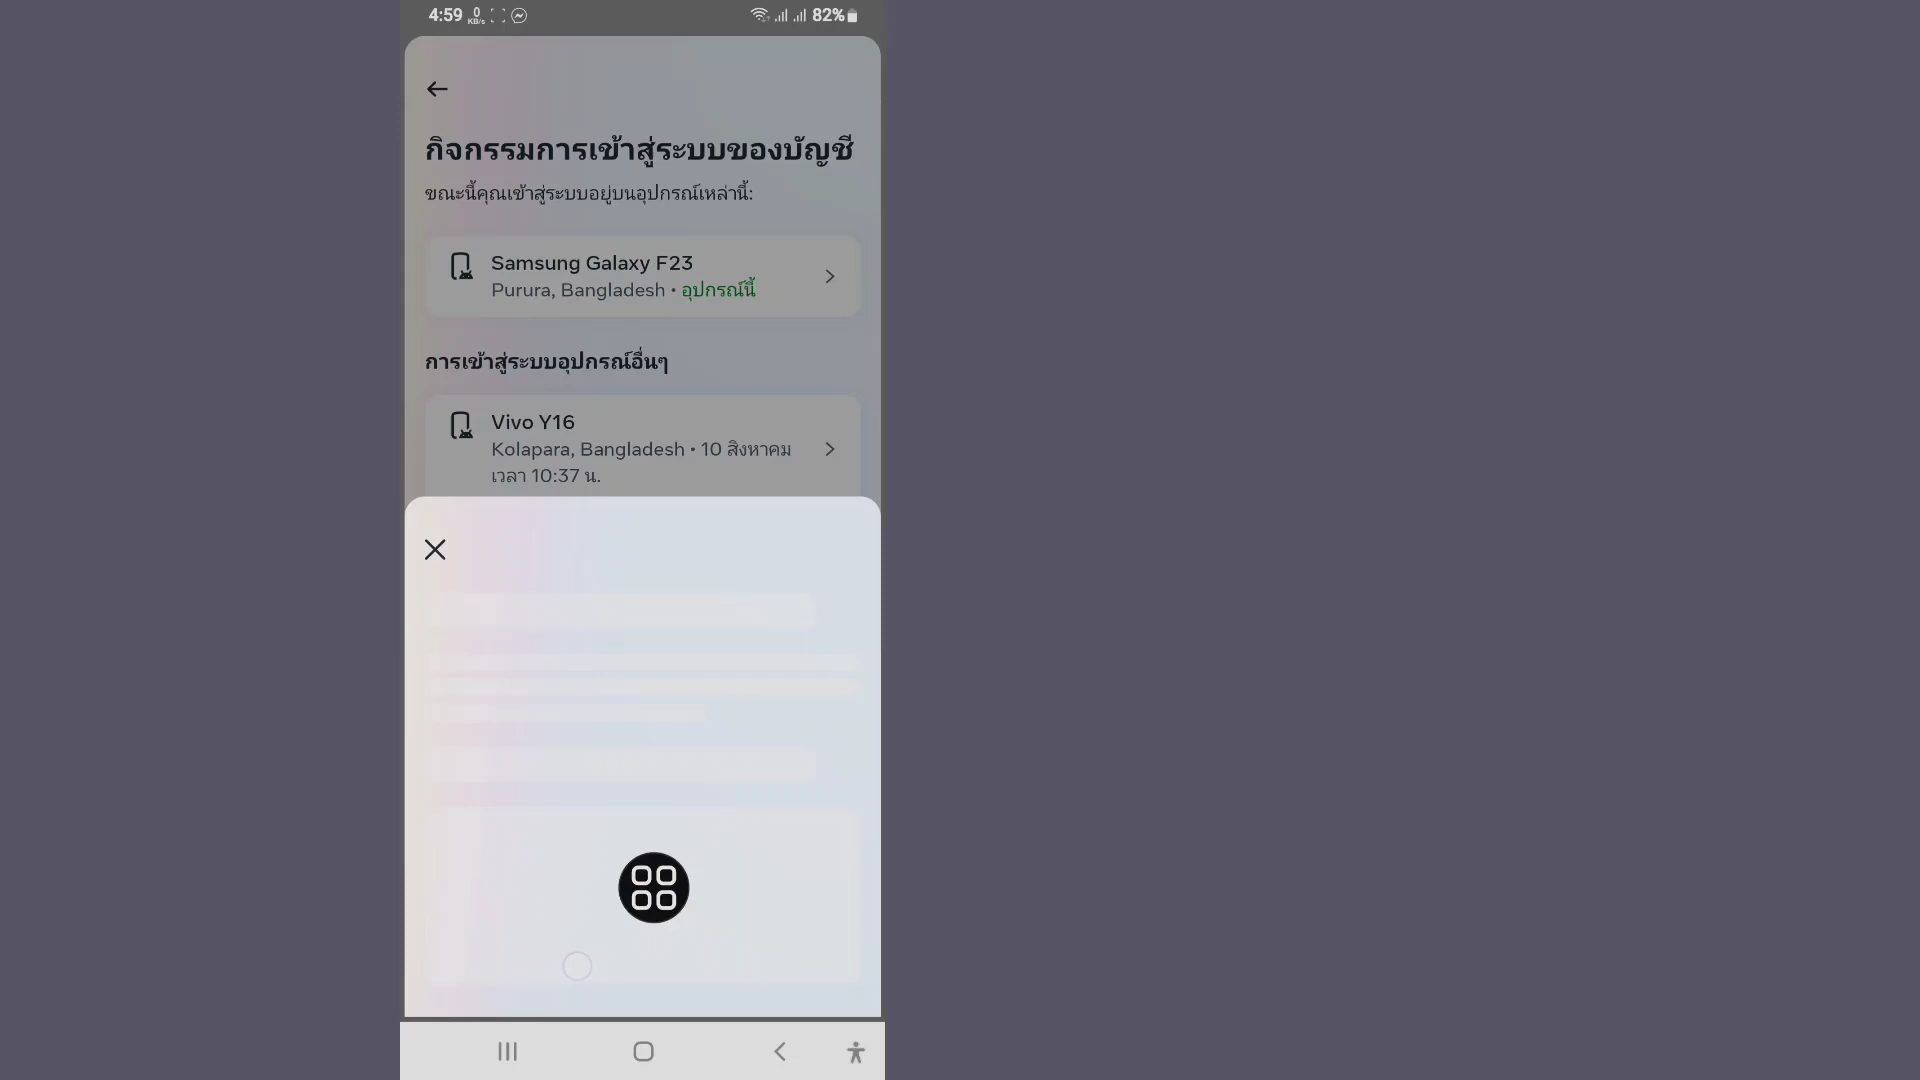 4:59 0 KB/s 82%
กิจกรรมการเข้าสู่ระบบของบัญชี
ขณะนี้คุณเข้าสู่ระบบอยู่บนอุปกรณ์เหล่านี้:
Samsung Galaxy F23
Purura, Bangladesh • อุปกรณ์นี้
การเข้าสู่ระบบอุปกรณ์อื่นๆ
Vivo Y16
Kolapara, Bangladesh • 10 สิงหาคม
เวลา 10:37 น.